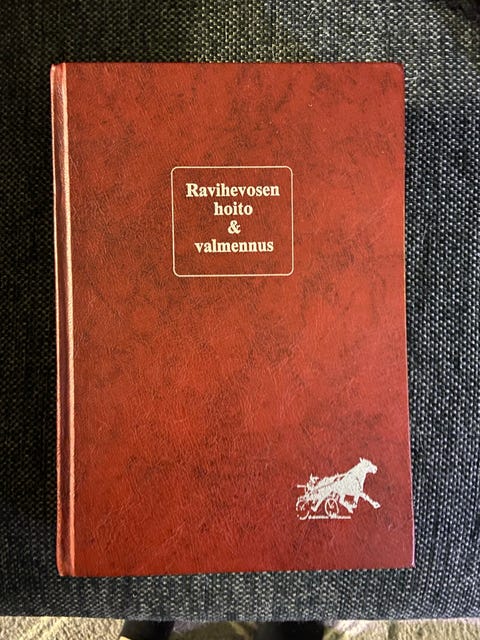 Ravihevosen
hoito
&
valmennus